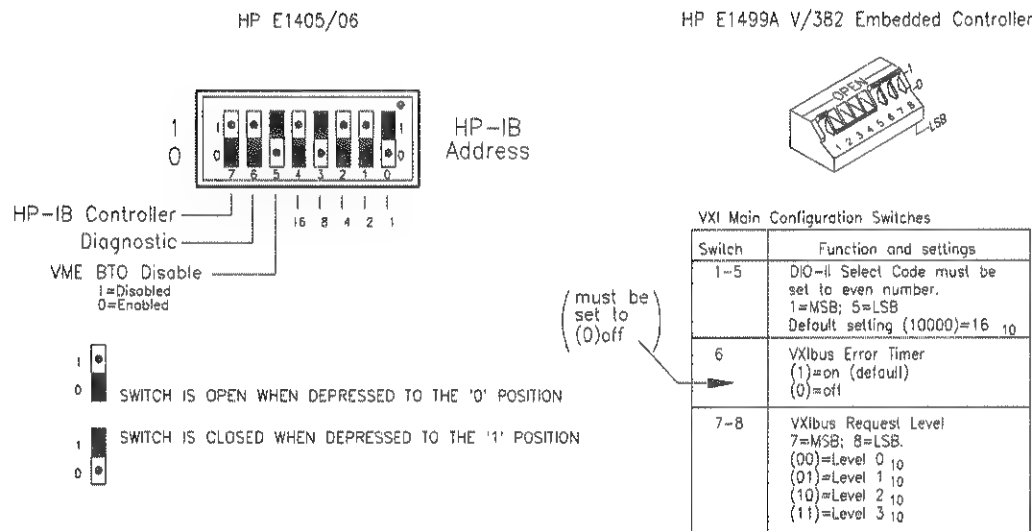 HP E1405/06
1
0
1
0
1
0
7 6 5 4 3 2 1 0
HP-IB
Address
16 8 4 2 1
HP-IB Controller
Diagnostic
VME BTO Disable
1=Disabled
0=Enabled
1
0
SWITCH IS OPEN WHEN DEPRESSED TO THE '0' POSITION
1
0
SWITCH IS CLOSED WHEN DEPRESSED TO THE '1' POSITION
HP E1499A V/382 Embedded Controller
OPEN
1
0
1 2 3 4 5 6 7 8
LSB
VXI Main Configuration Switches
Switch Function and settings
1-5 DIO-II Select Code must be
set to even number.
1=MSB; 5=LSB
Default setting (10000)=16 10
(must be
set to
(0)off)
6 VXIbus Error Timer
(1)=on (default)
(0)=off
7-8 VXIbus Request Level
7=MSB; 8=LSB.
(00)=Level 0 10
(01)=Level 1 10
(10)=Level 2 10
(11)=Level 3 10